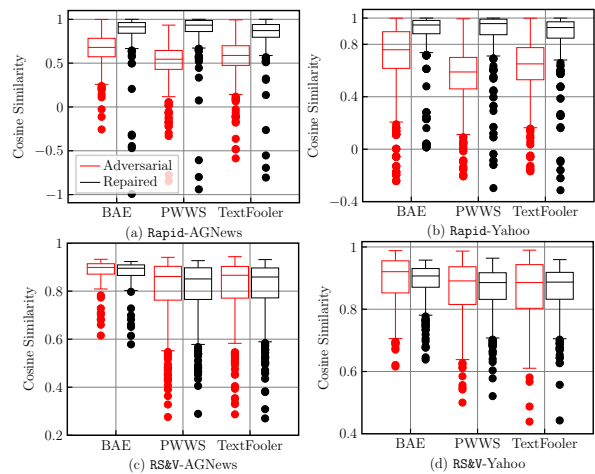 1
0.5
0
−0.5
−1
Cosine Similarity
Adversarial
Repaired
BAE
PWWS
TextFooler
(a) Rapid-AGNews
1
0.8
0.4
0
−0.4
Cosine Similarity
BAE
PWWS
TextFooler
(b) Rapid-Yahoo
1
0.8
0.6
0.4
0.2
Cosine Similarity
BAE
PWWS
TextFooler
(c) RS&V-AGNews
1
0.8
0.6
0.4
Cosine Similarity
BAE
PWWS
TextFooler
(d) RS&V-Yahoo